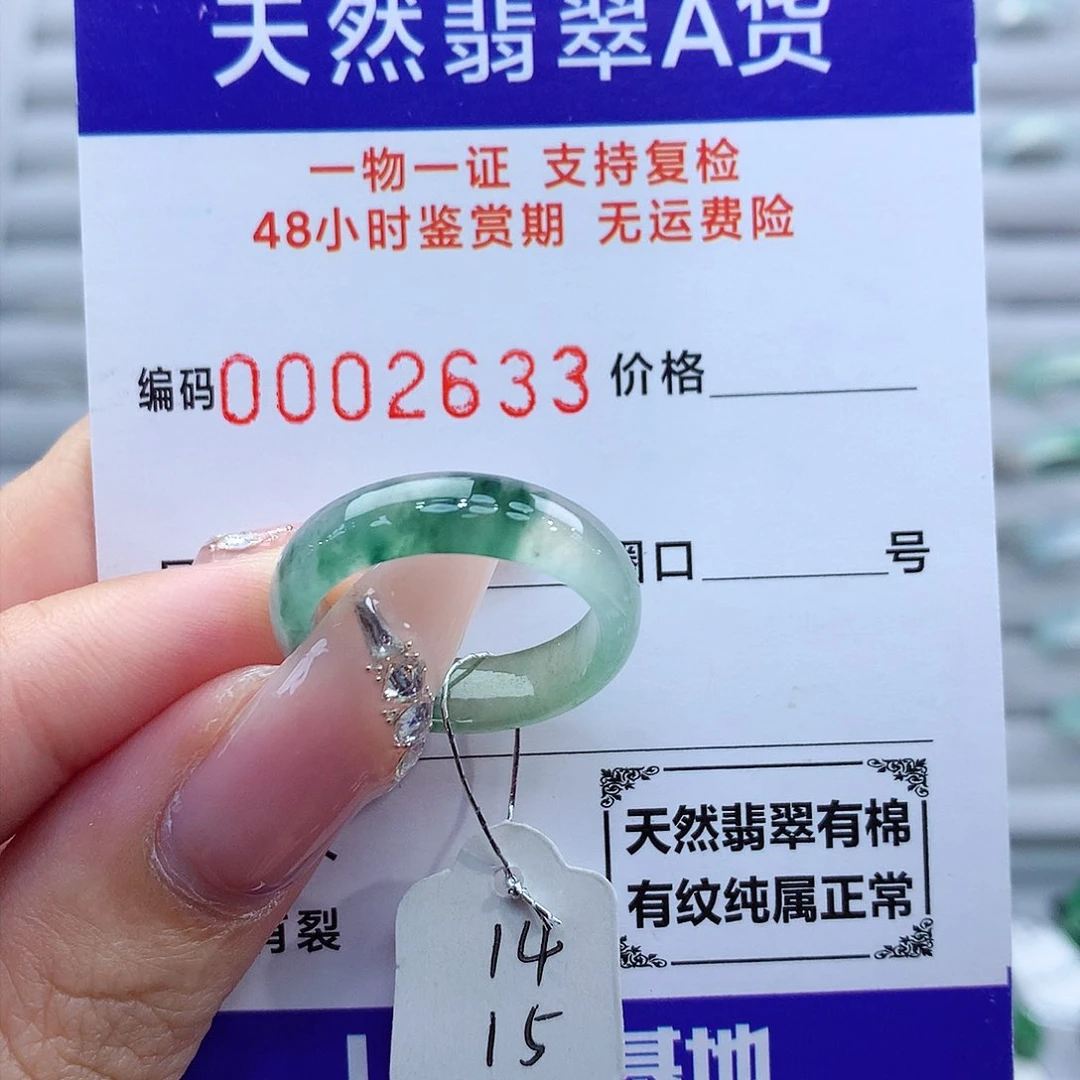 天然翡翠A货
一物一证 支持复检
48小时鉴赏期 无运费险
编码0002633 价格
圈口 号
天然翡翠有棉
有纹纯属正常
有裂
14
15
基地